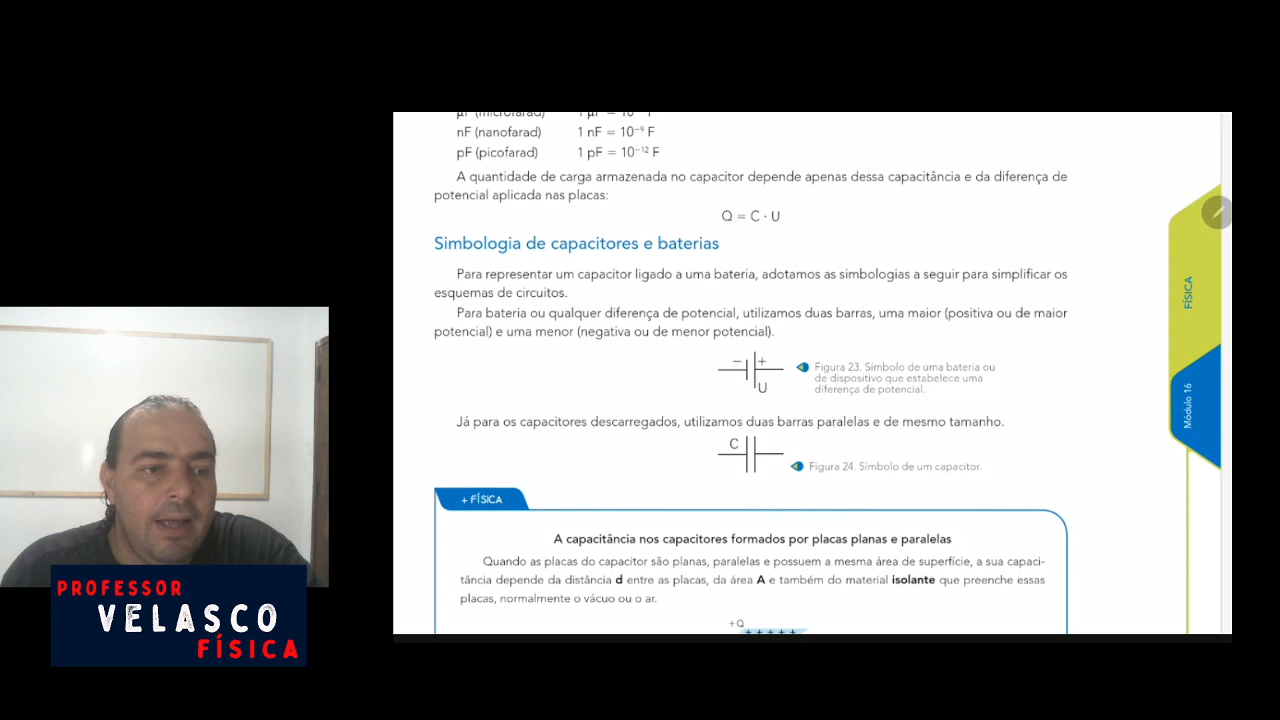 µF (microfarad) 1 µF = 10 F
nF (nanofarad) 1 nF = 10⁻⁹ F
pF (picofarad) 1 pF = 10⁻¹² F
A quantidade de carga armazenada no capacitor depende apenas dessa capacitância e da diferença de
potencial aplicada nas placas:
Q = C · U
Simbologia de capacitores e baterias
Para representar um capacitor ligado a uma bateria, adotamos as simbologias a seguir para simplificar os
esquemas de circuitos.
Para bateria ou qualquer diferença de potencial, utilizamos duas barras, uma maior (positiva ou de maior
potencial) e uma menor (negativa ou de menor potencial).
− +
U
Figura 23. Símbolo de uma bateria ou
de dispositivo que estabelece uma
diferença de potencial.
Já para os capacitores descarregados, utilizamos duas barras paralelas e de mesmo tamanho.
C
Figura 24. Símbolo de um capacitor.
+ FÍSICA
A capacitância nos capacitores formados por placas planas e paralelas
Quando as placas do capacitor são planas, paralelas e possuem a mesma área de superfície, a sua capaci-
tância depende da distância d entre as placas, da área A e também do material isolante que preenche essas
placas, normalmente o vácuo ou o ar.
+Q
+ + + + +
FÍSICA
Módulo 16
PROFESSOR
VELASCO
FÍSICA